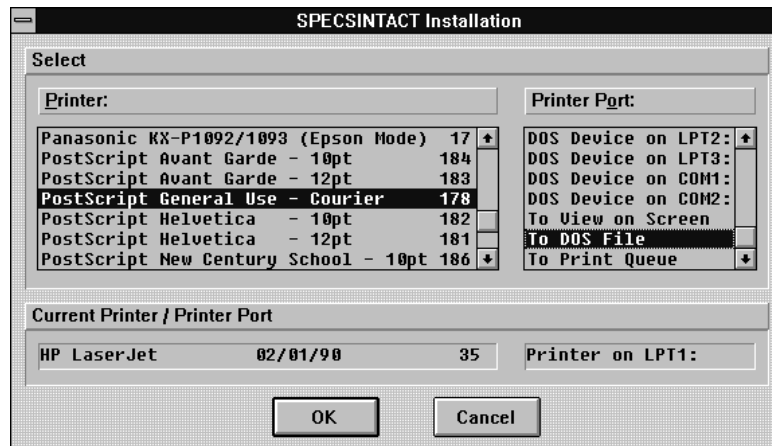 SPECSINTACT Installation
Select
Printer:
Panasonic KX-P1092/1093 (Epson Mode) 17
PostScript Avant Garde - 10pt 184
PostScript Avant Garde - 12pt 183
PostScript General Use - Courier 178
PostScript Helvetica - 10pt 182
PostScript Helvetica - 12pt 181
PostScript New Century School - 10pt 186
Printer Port:
DOS Device on LPT2:
DOS Device on LPT3:
DOS Device on COM1:
DOS Device on COM2:
To View on Screen
To DOS File
To Print Queue
Current Printer / Printer Port
HP LaserJet 02/01/90 35
Printer on LPT1:
OK
Cancel